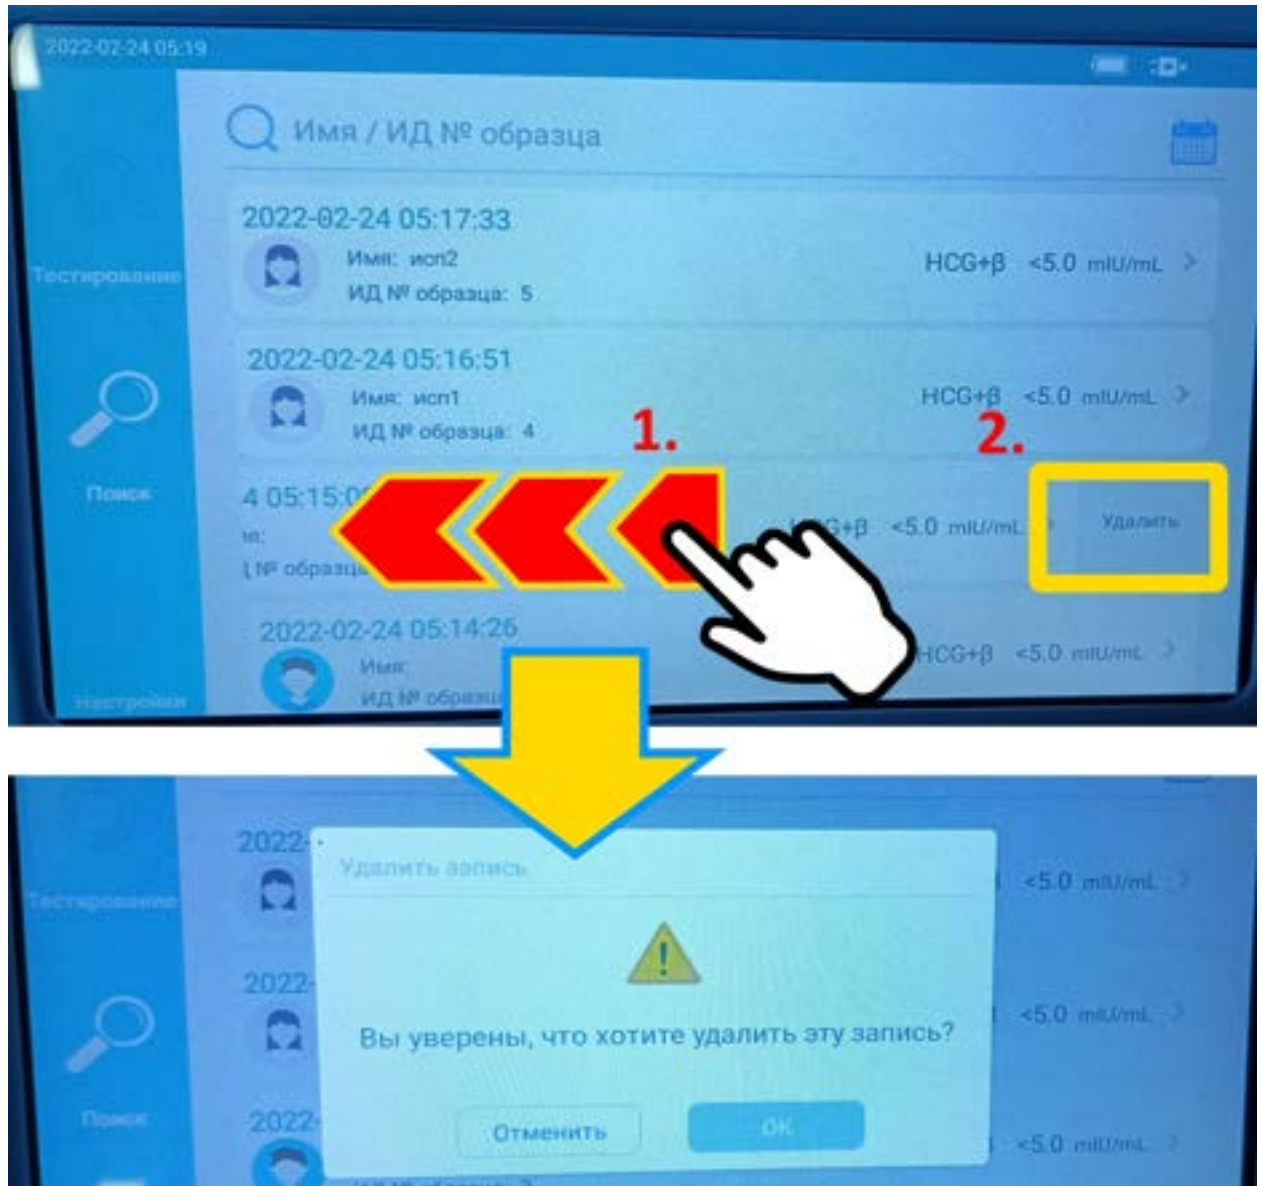 2022-02-24 05:19
Имя / ИД № образца
2022-02-24 05:17:33
Имя: исп2
HCG+β <5.0 mIU/mL >
ИД № образца: 5
Тестирование
2022-02-24 05:16:51
Имя: исп1
HCG+β <5.0 mIU/mL >
ИД № образца: 4
1.
2.
Поиск
4 05:15:0
<5.0 mIU/mL >
Удалить
№ образц
2022-02-24 05:14:26
Имя:
HCG+β <5.0 mIU/mL >
ИД № образца
Настройки
2022-
Удалить запись
<5.0 mIU/mL >
Тестирование
2022-
Вы уверены, что хотите удалить эту запись?
<5.0 mIU/mL >
Поиск
2022-
Отменить
OK
<5.0 mIU/mL >